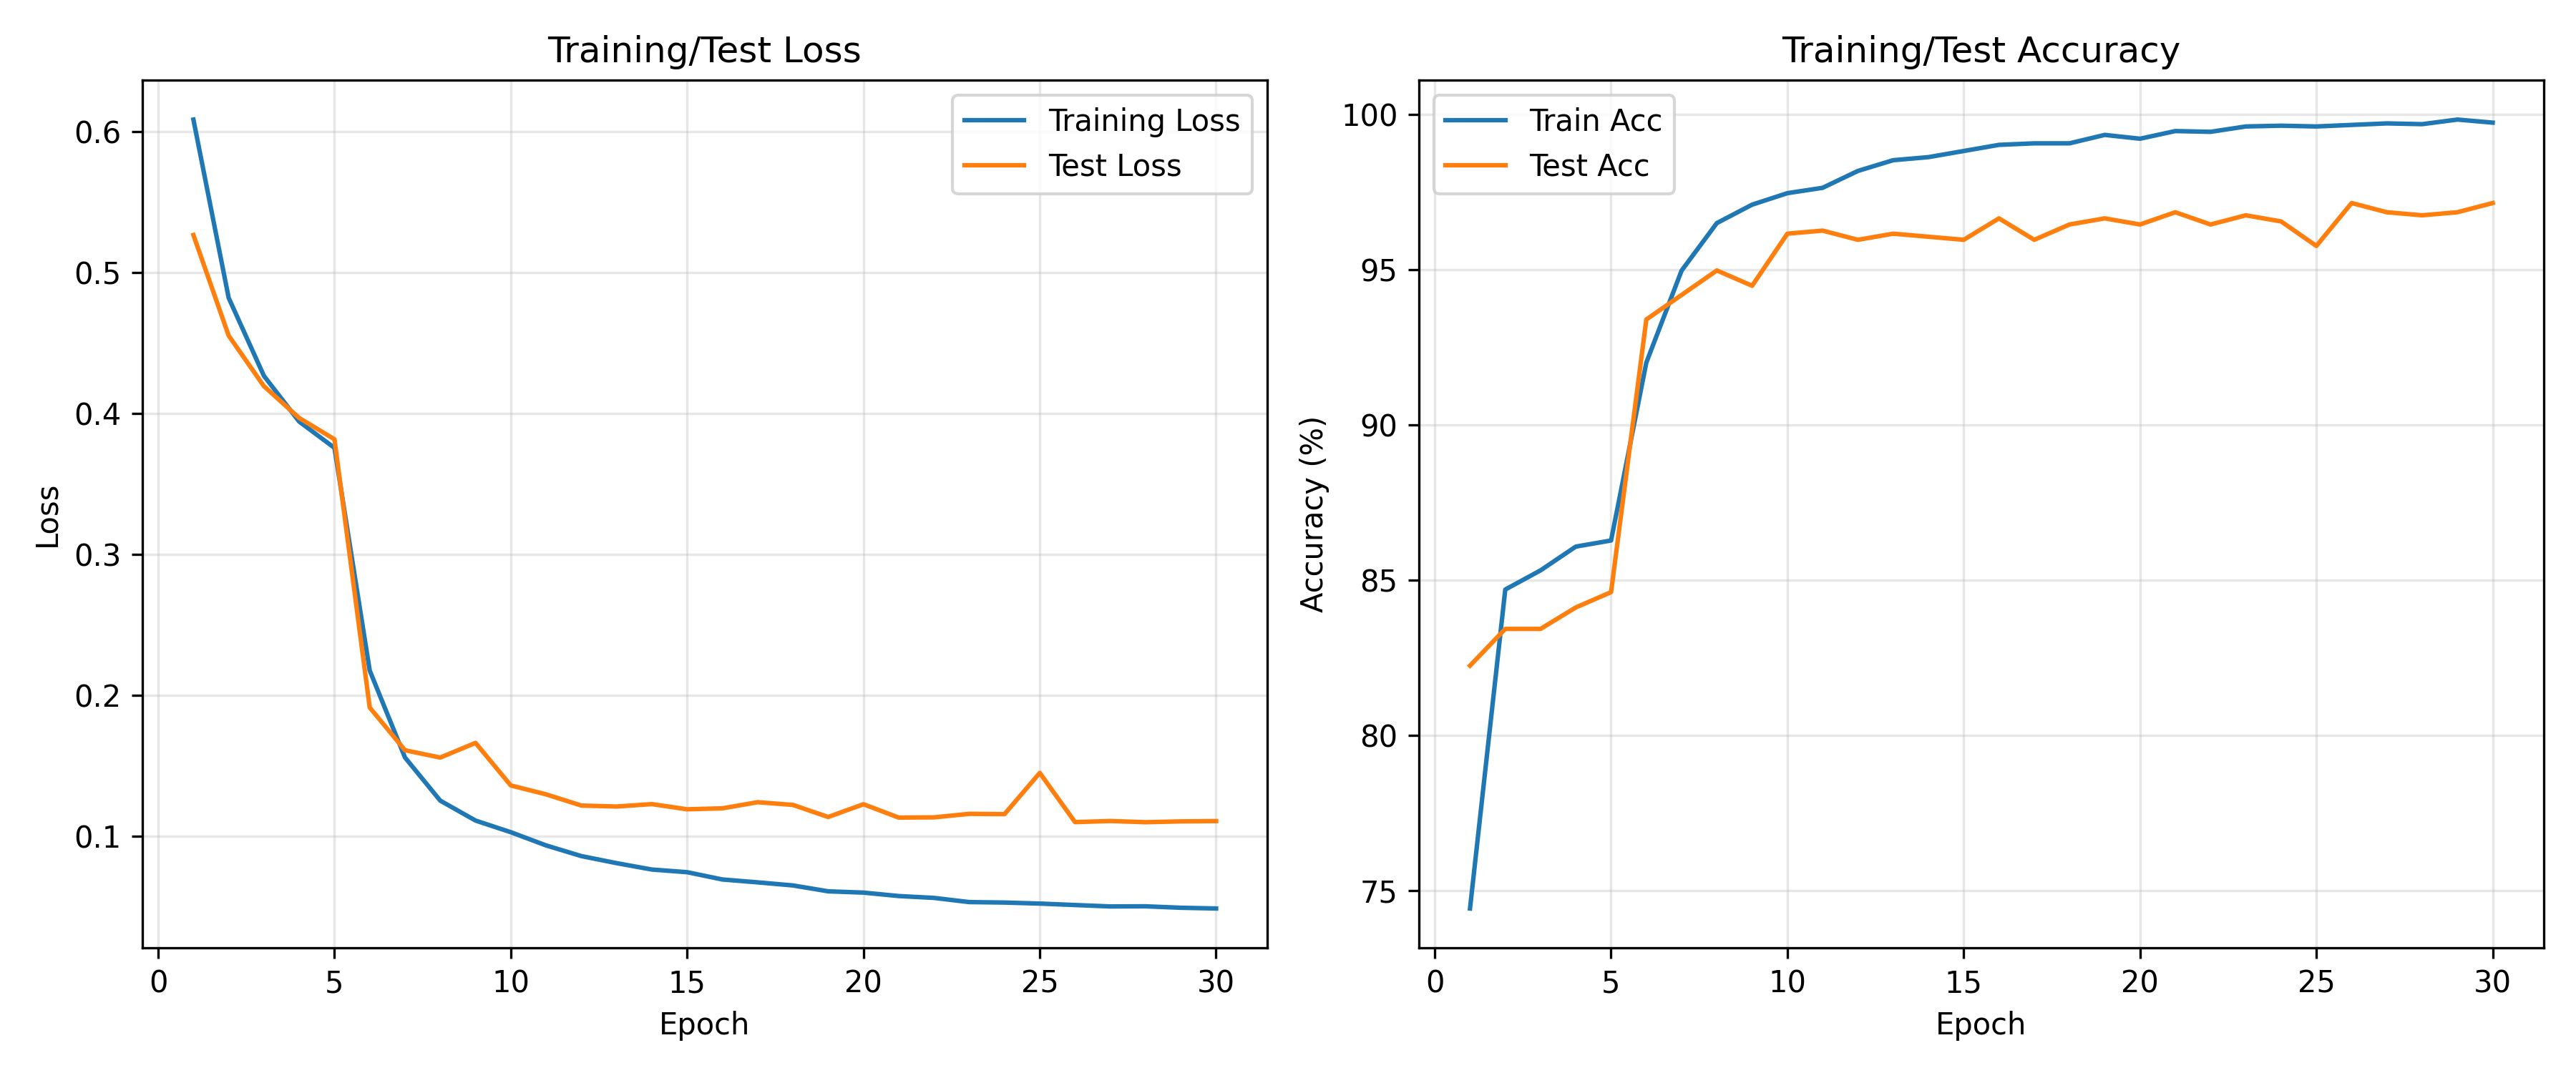 Training/Test Loss
Training Loss
Test Loss
Loss
0.6
0.5
0.4
0.3
0.2
0.1
0 5 10 15 20 25 30
Epoch
Training/Test Accuracy
Train Acc
Test Acc
Accuracy (%)
100
95
90
85
80
75
0 5 10 15 20 25 30
Epoch